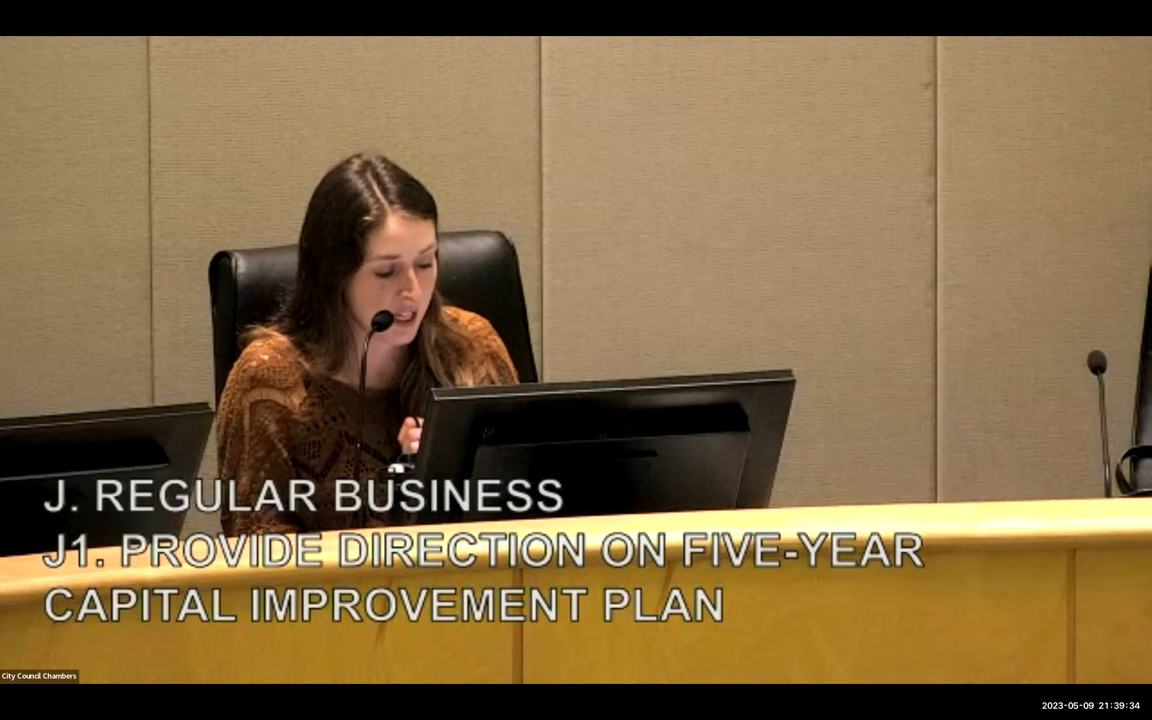 J. REGULAR BUSINESS
J1. PROVIDE DIRECTION ON FIVE-YEAR
CAPITAL IMPROVEMENT PLAN
City Council Chambers
2023-05-09 21:39:34